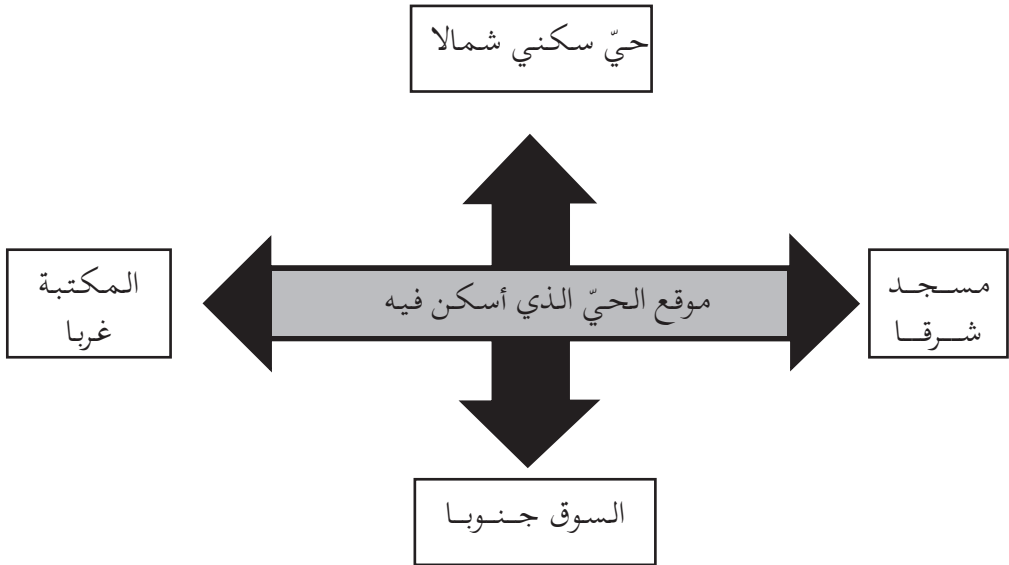 حيّ سكني شمالا
مسجد
شرقا
موقع الحيّ الذي أسكن فيه
المكتبة
غربا
السوق جنوبا